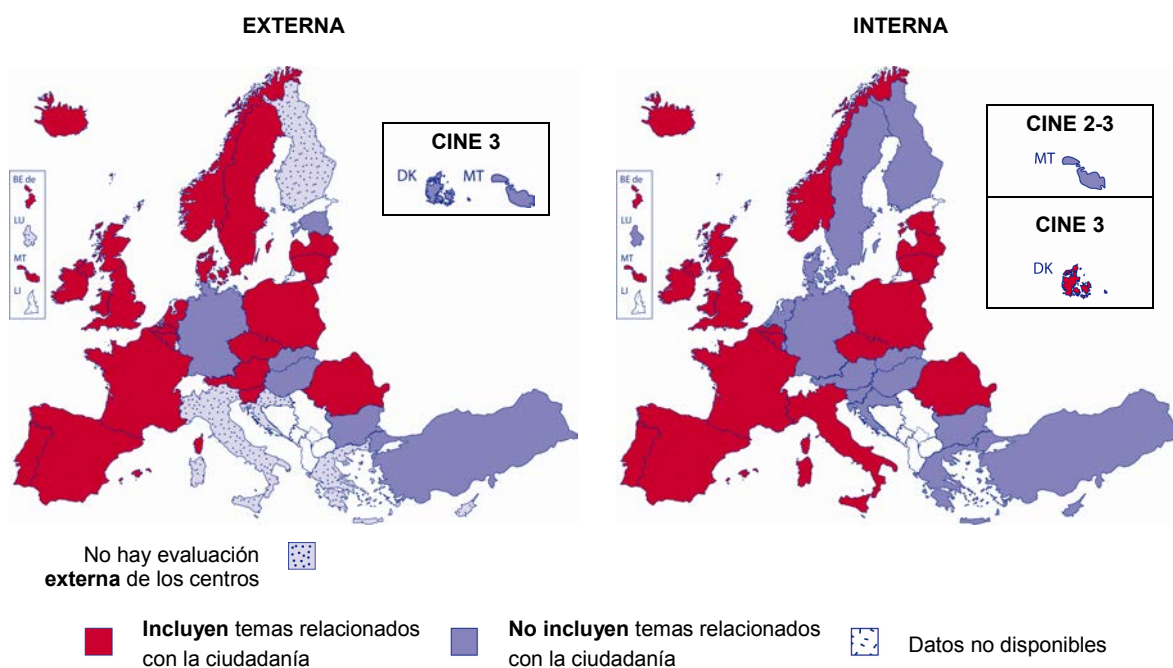 EXTERNA
INTERNA
CINE 3
DK
MT
BE de
LU
MT
LI
CINE 2-3
MT
CINE 3
DK
BE de
LU
MT
LI
No hay evaluación
externa de los centros
Incluyen temas relacionados
con la ciudadanía
No incluyen temas relacionados
con la ciudadanía
Datos no disponibles